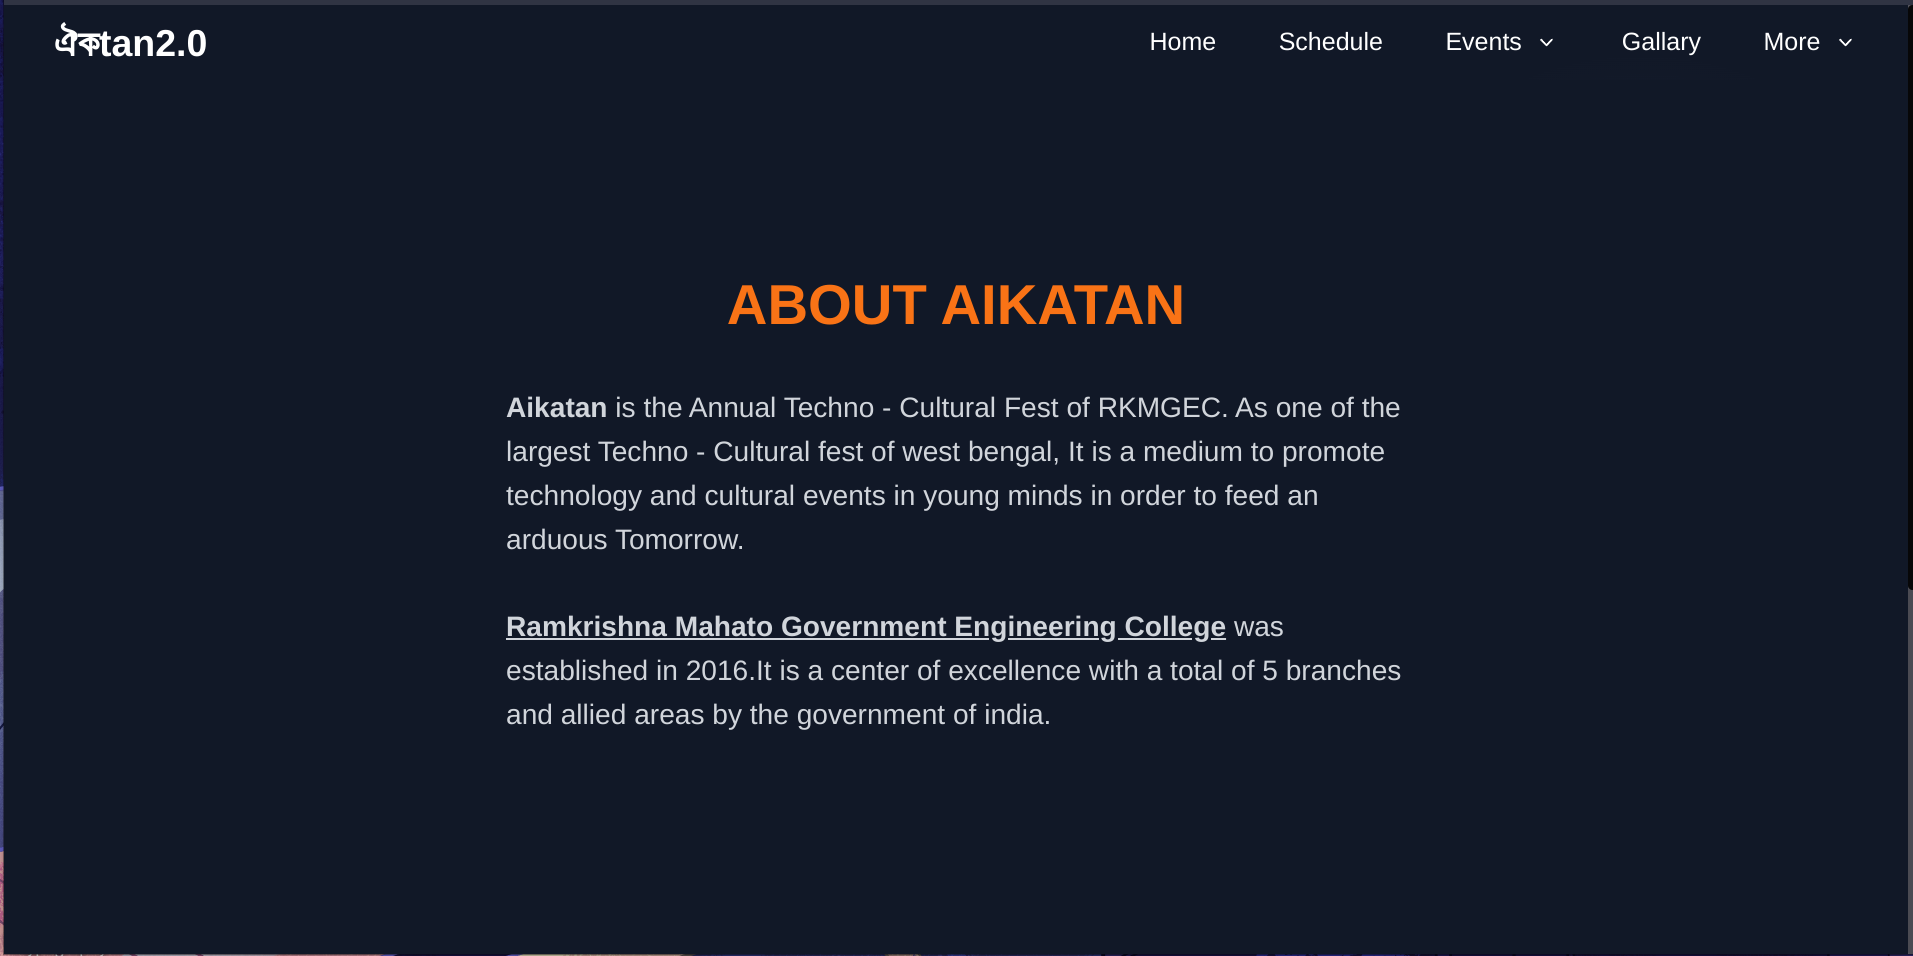 ঐকtan2.0
Home Schedule Events Gallary More
ABOUT AIKATAN
Aikatan is the Annual Techno - Cultural Fest of RKMGEC. As one of the
largest Techno - Cultural fest of west bengal, It is a medium to promote
technology and cultural events in young minds in order to feed an
arduous Tomorrow.
Ramkrishna Mahato Government Engineering College was
established in 2016.It is a center of excellence with a total of 5 branches
and allied areas by the government of india.